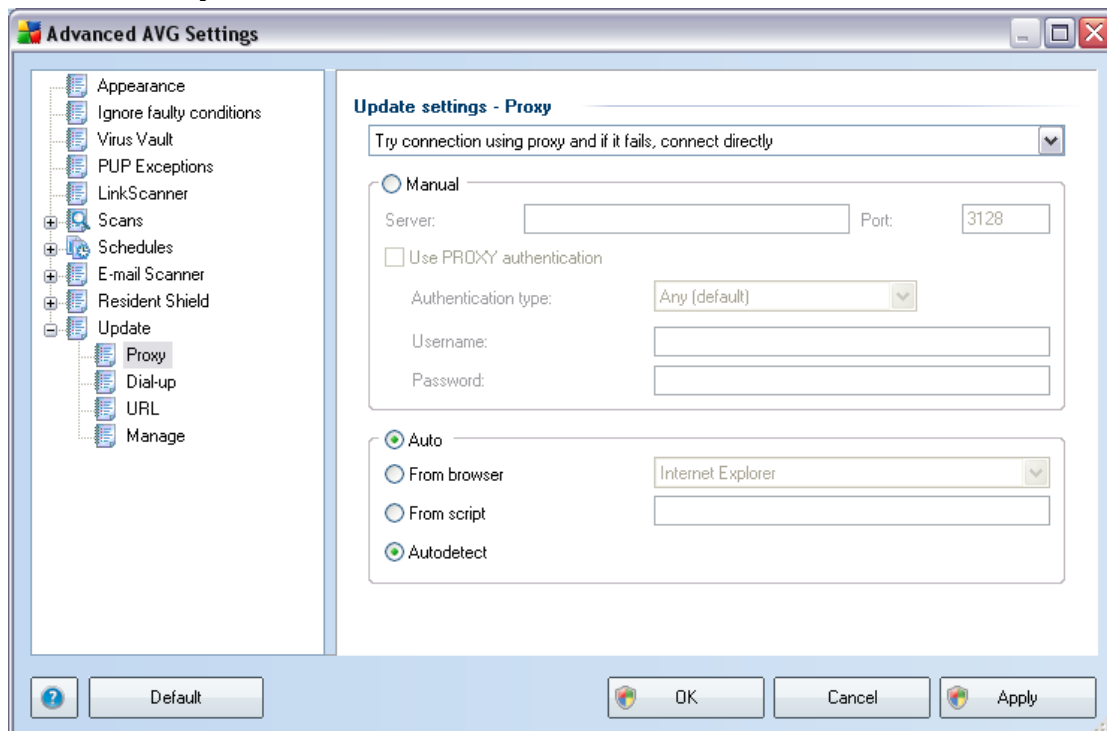 Advanced AVG Settings
Appearance
Ignore faulty conditions
Virus Vault
PUP Exceptions
LinkScanner
Scans
Schedules
E-mail Scanner
Resident Shield
Update
Proxy
Dial-up
URL
Manage
Update settings - Proxy
Try connection using proxy and if it fails, connect directly
Manual
Server: Port: 3128
Use PROXY authentication
Authentication type: Any (default)
Username:
Password:
Auto
From browser Internet Explorer
From script
Autodetect
? Default OK Cancel Apply